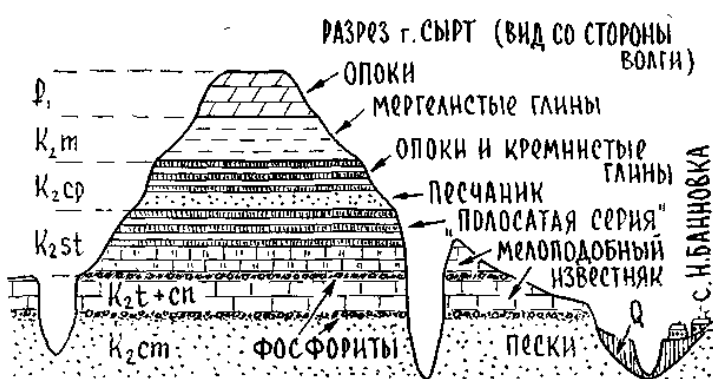 РАЗРЕЗ г. СЫРТ (ВИД СО СТОРОНЫ
ВОЛГИ)
ОПОКИ
МЕРГЕЛИСТЫЕ ГЛИНЫ
ОПОКИ И КРЕМНИСТЫЕ
ГЛИНЫ
ПЕСЧАНИК
"ПОЛОСАТАЯ СЕРИЯ"
МЕЛОПОДОБНЫЙ
ИЗВЕСТНЯК
С. Н. БАННОВКА
P₁
K₂m
K₂cp
K₂st
K₂t+cn
K₂cm
ФОСФОРИТЫ
ПЕСКИ
Q